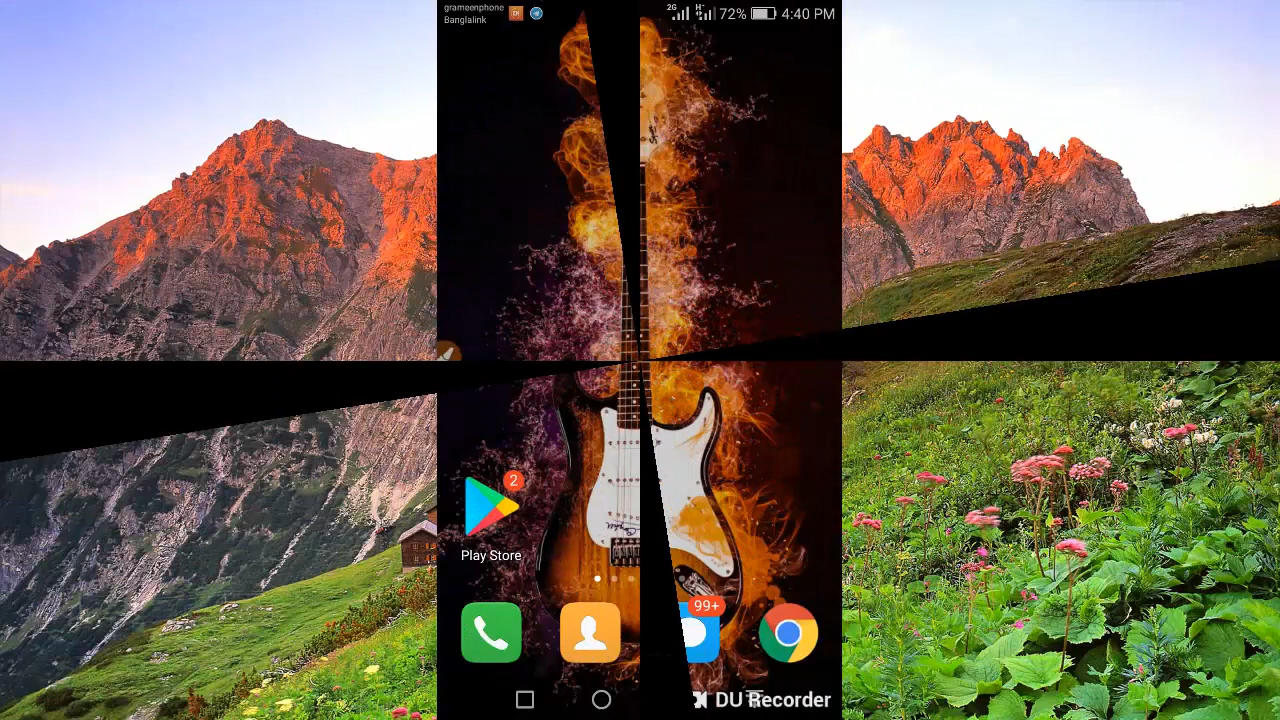 grameenphone
Banglalink
2G
H+
72%
4:40 PM
2
Play Store
99+
DU Recorder